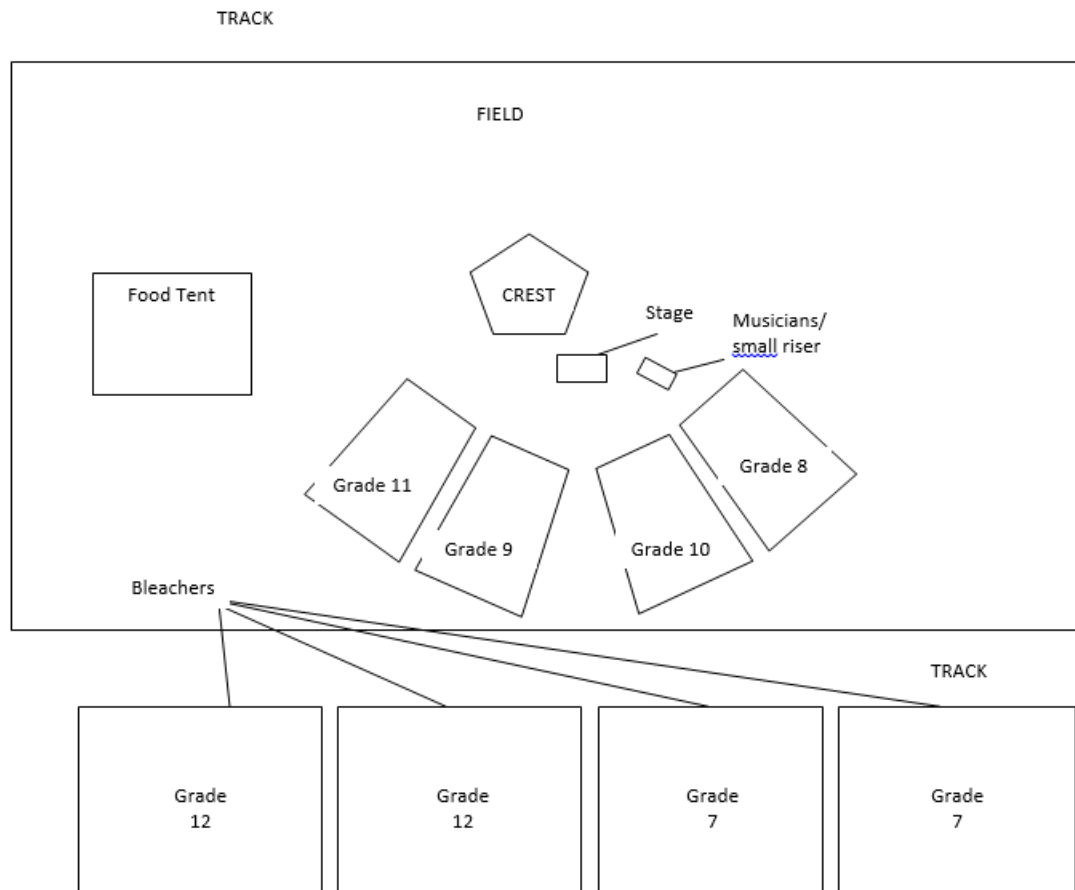 TRACK
FIELD
Food Tent
CREST
Stage
Musicians/
small riser
Grade 11
Grade 9
Grade 10
Grade 8
Bleachers
TRACK
Grade
12
Grade
12
Grade
7
Grade
7